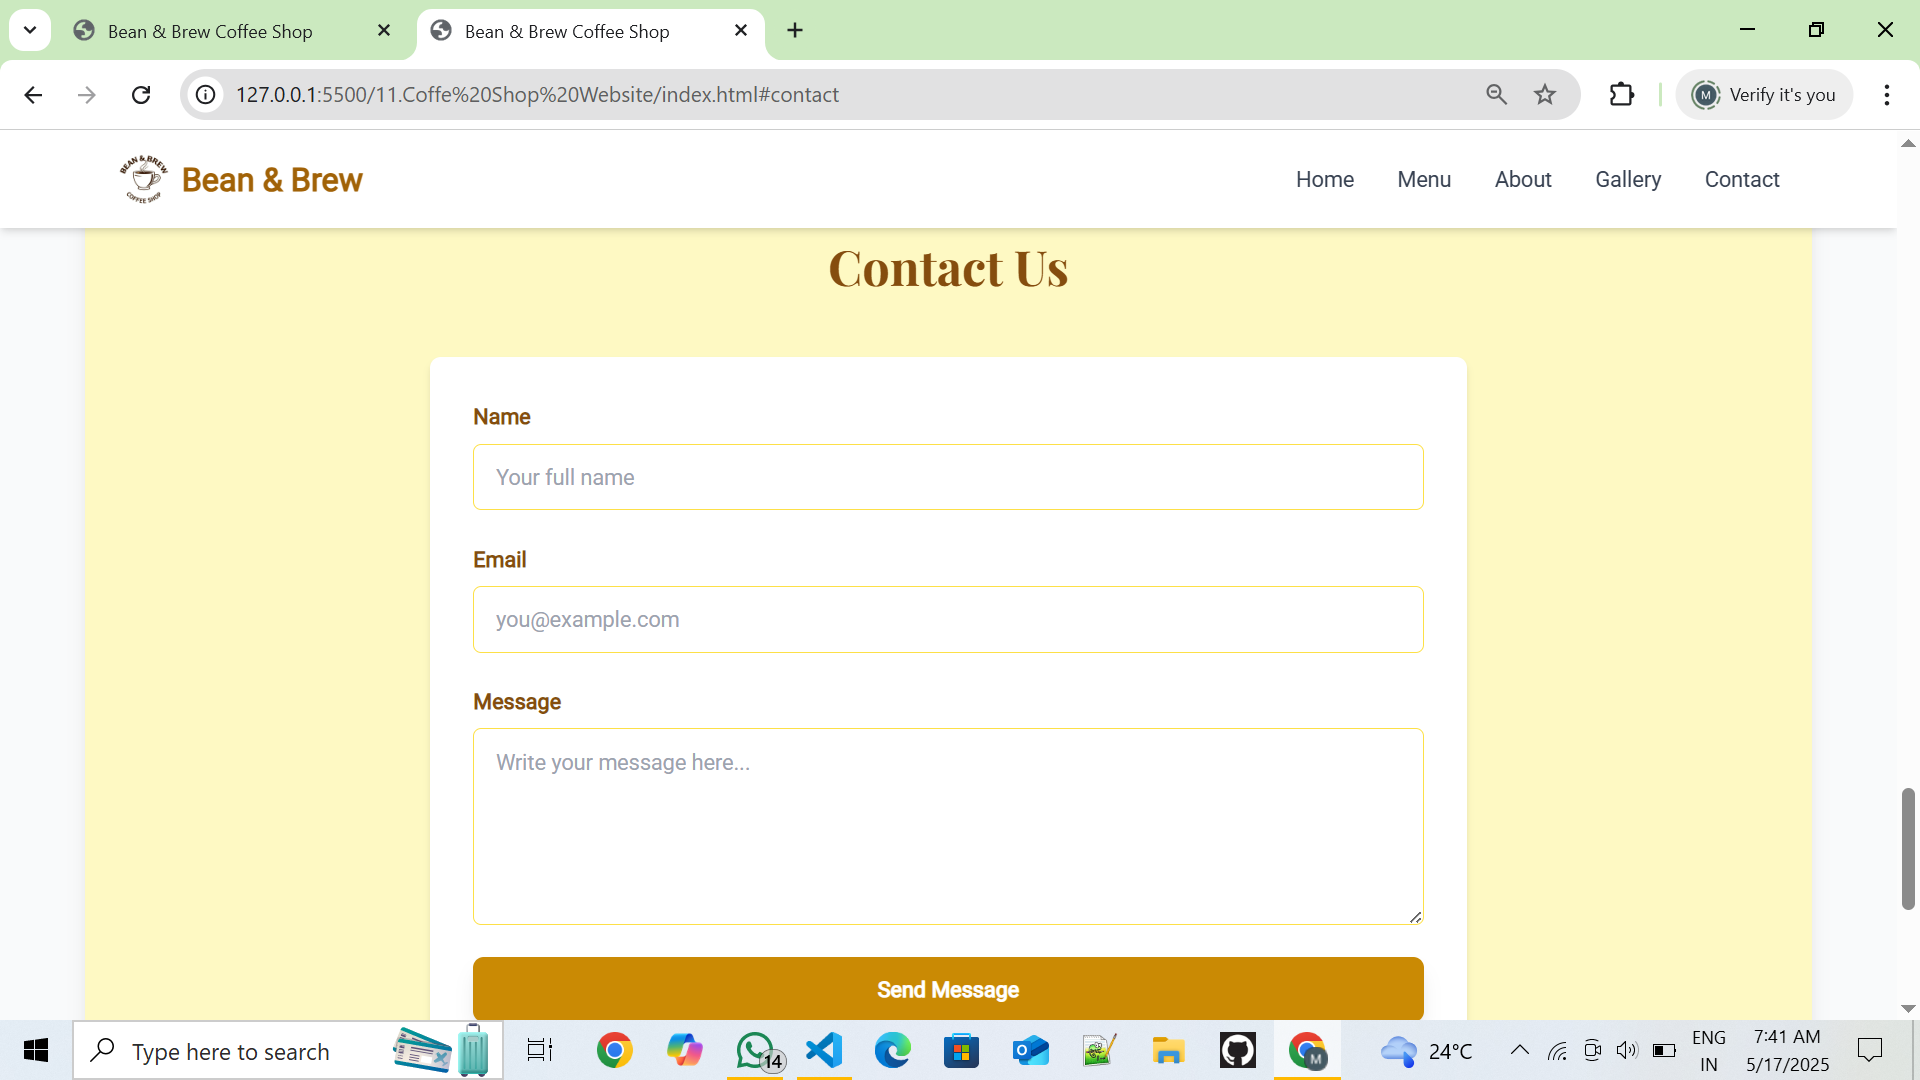 Bean & Brew Coffee Shop
Bean & Brew Coffee Shop
127.0.0.1:5500/11.Coffe%20Shop%20Website/index.html#contact
M
Verify it's you
BEAN & BREW
COFFEE SHOP
Bean & Brew
Home
Menu
About
Gallery
Contact
Contact Us
Name
Your full name
Email
you@example.com
Message
Write your message here...
Send Message
Type here to search
14
M
24°C
ENG
IN
7:41 AM
5/17/2025